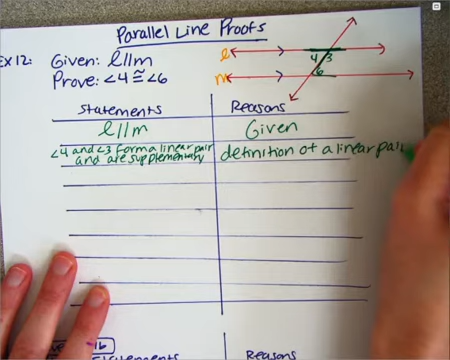 Parallel Line Proofs
Ex 12: Given: l||m
Prove: ∠4 ≅ ∠6
l
m
4 3
6
Statements Reasons
l||m Given
∠4 and ∠3 form a linear pair
and are supplementary
definition of a linear pair
16
Statements Reasons